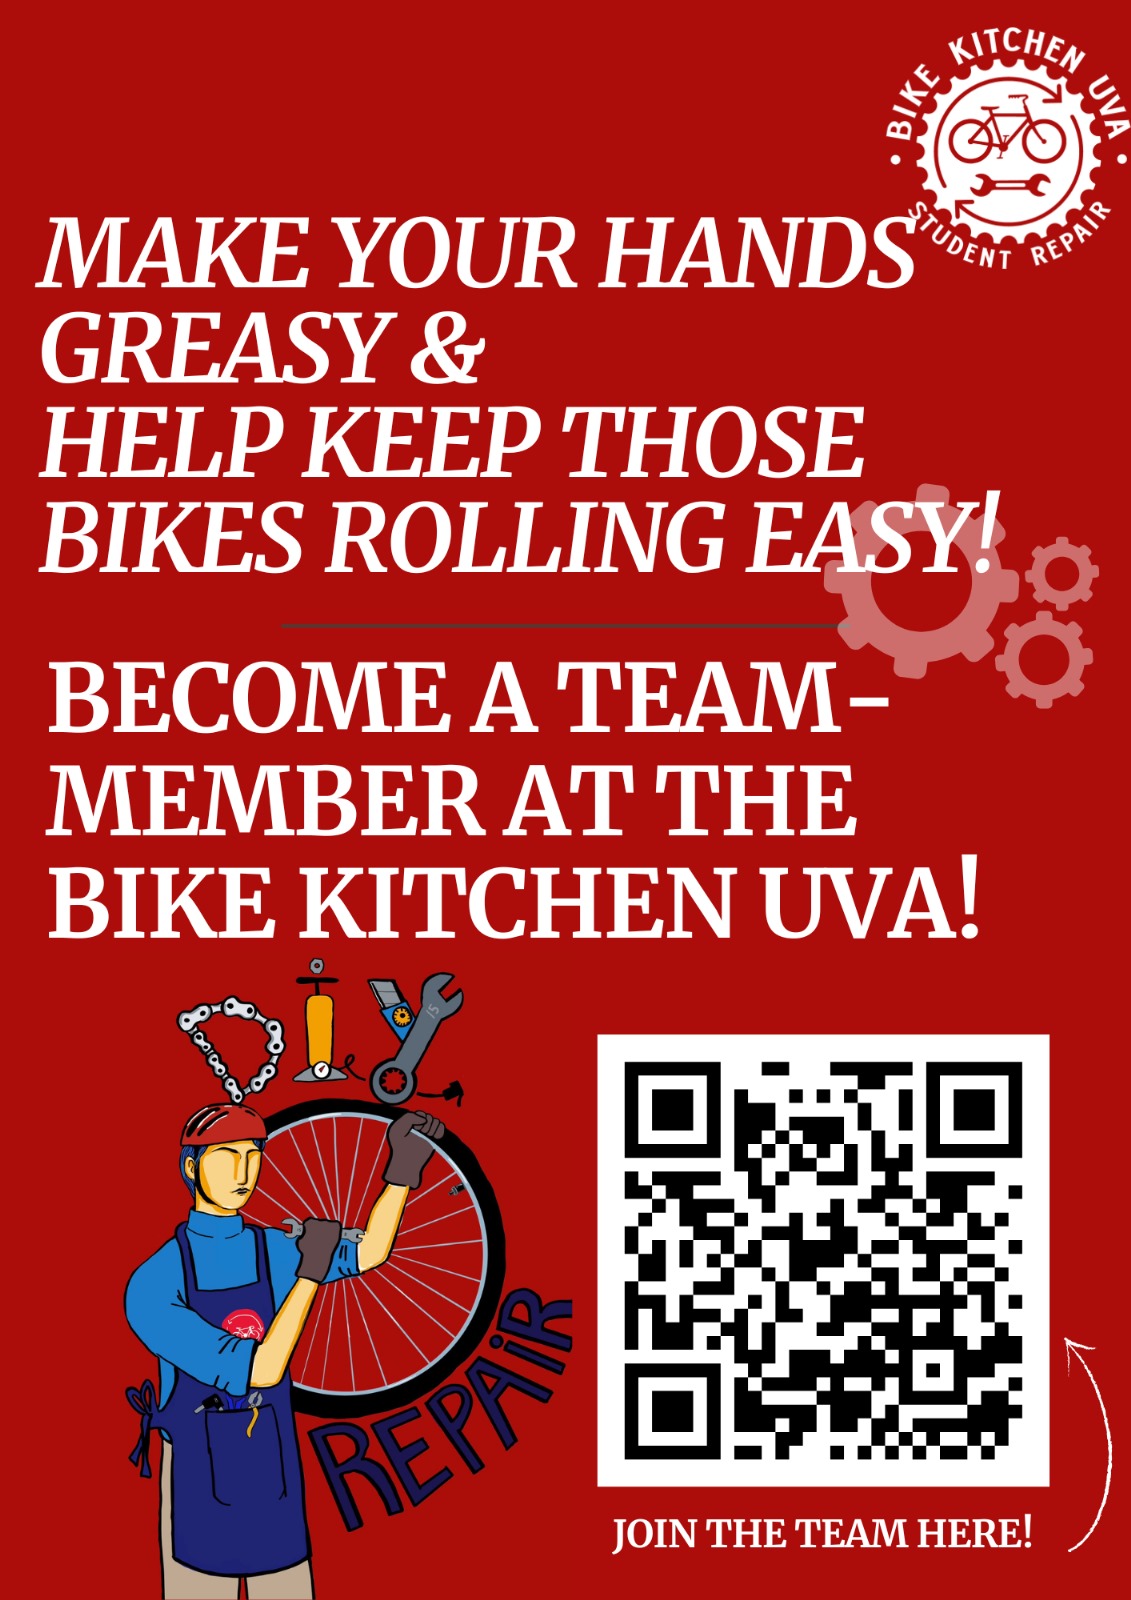 BIKE KITCHEN UVA
STUDENT REPAIR
MAKE YOUR HANDS
GREASY &
HELP KEEP THOSE
BIKES ROLLING EASY!
BECOME A TEAM-
MEMBER AT THE
BIKE KITCHEN UVA!
DIY
15
REPAiR
JOIN THE TEAM HERE!